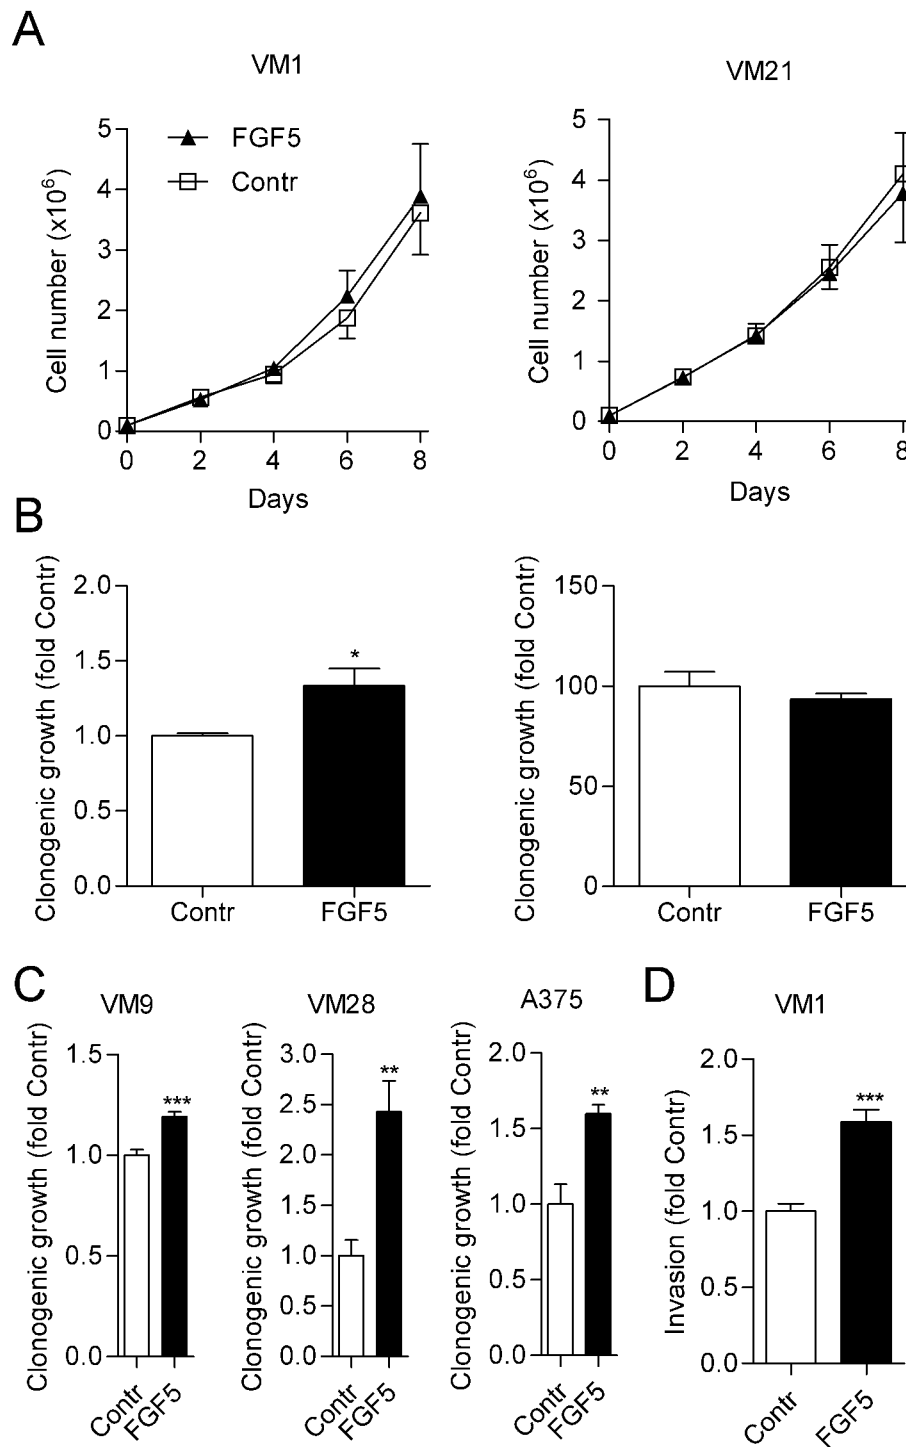 A
VM1
VM21
FGF5
Contr
Cell number (x10⁶)
5
4
3
2
1
0
0 2 4 6 8
Days
Cell number (x10⁶)
5
4
3
2
1
0
0 2 4 6 8
Days
B
Clonogenic growth (fold Contr)
2.0
1.5
1.0
0.5
0.0
*
Contr FGF5
Clonogenic growth (fold Contr)
150
100
50
0
Contr FGF5
C
VM9
Clonogenic growth (fold Contr)
1.5
1.0
0.5
0.0
***
Contr
FGF5
VM28
Clonogenic growth (fold Contr)
3.0
2.5
2.0
1.5
1.0
0.5
0.0
**
Contr
FGF5
A375
Clonogenic growth (fold Contr)
2.0
1.5
1.0
0.5
0.0
**
Contr
FGF5
D
VM1
Invasion (fold Contr)
2.0
1.5
1.0
0.5
0.0
***
Contr
FGF5